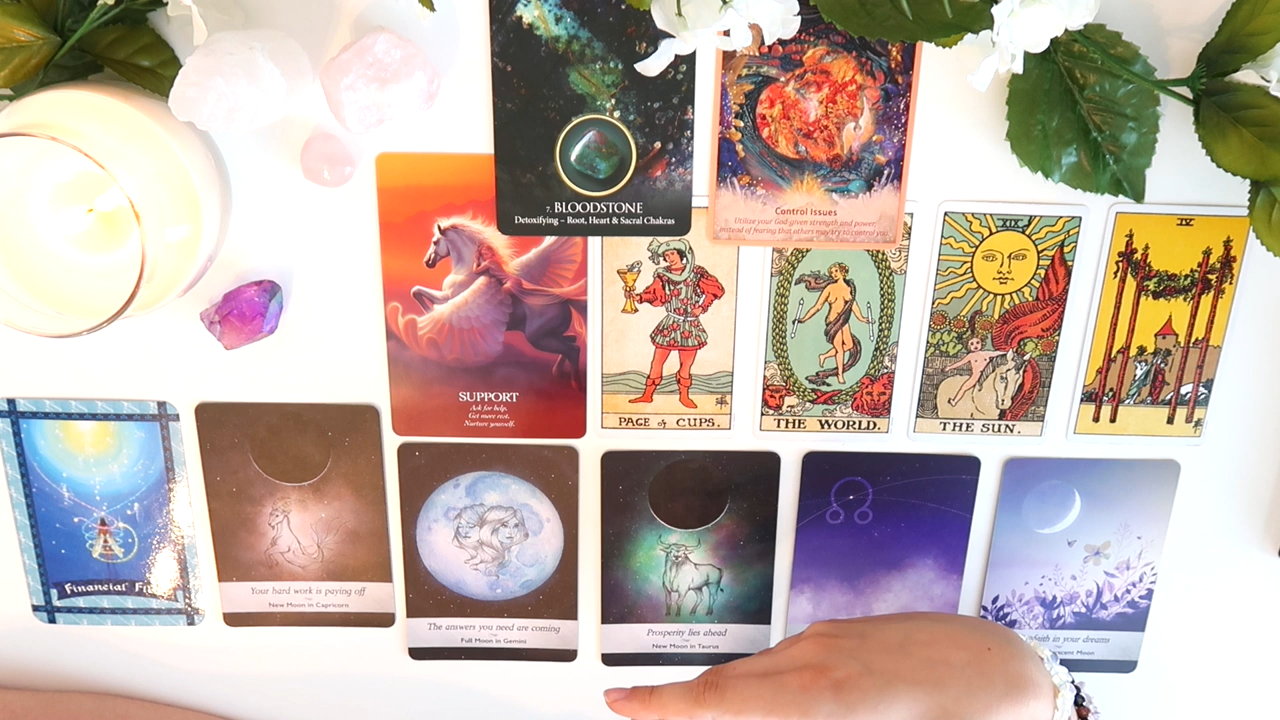 7. BLOODSTONE
Detoxifying – Root, Heart & Sacral Chakras
Control Issues
Utilize your God-given strength and power,
instead of fearing that others may try to control you.
SUPPORT
Ask for help.
Get more rest.
Nurture yourself.
PAGE of CUPS.
THE WORLD.
XIX
THE SUN.
IV
Financial
Your hard work is paying off
New Moon in Capricorn
The answers you need are coming
Full Moon in Gemini
Prosperity lies ahead
New Moon in Taurus
in your dreams
Moon